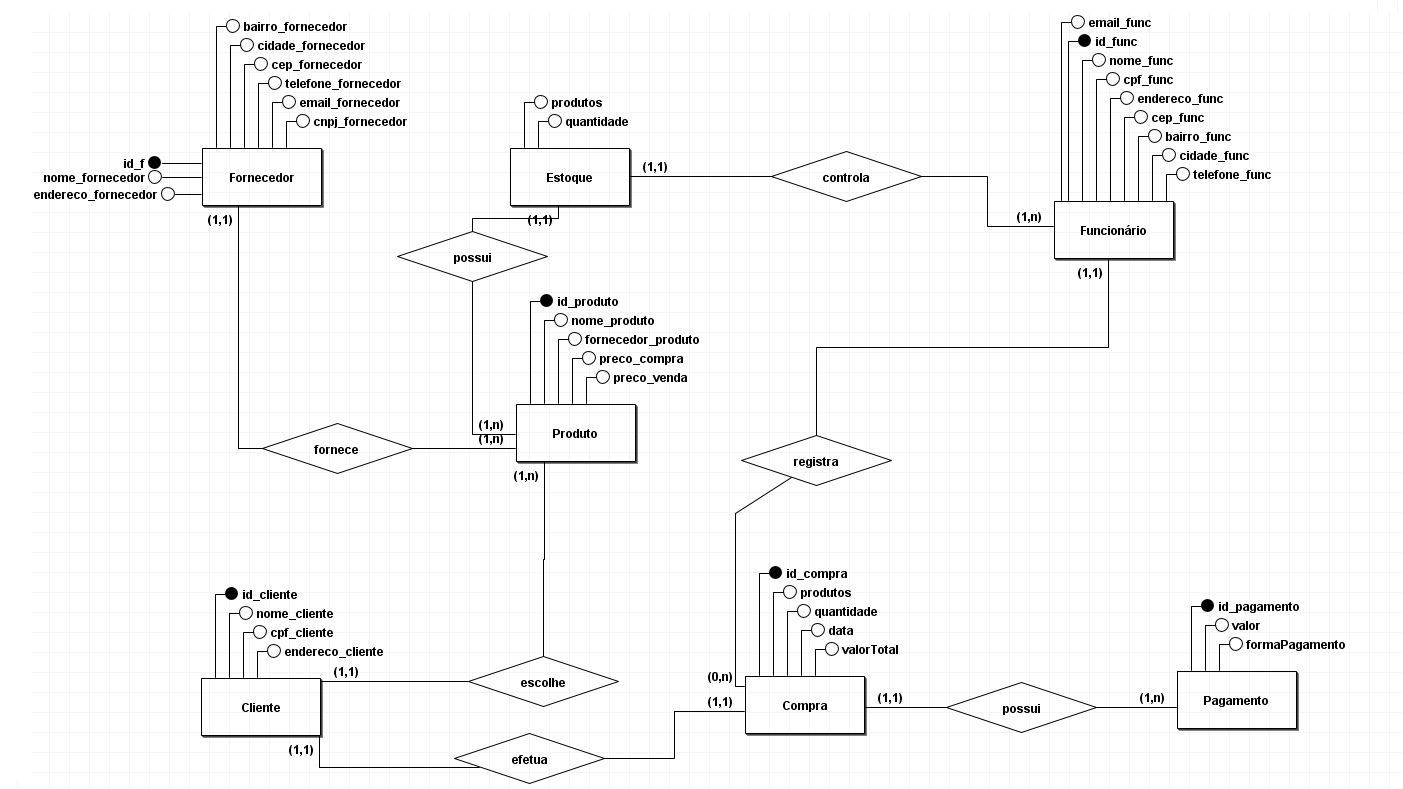 bairro_fornecedor
cidade_fornecedor
cep_fornecedor
telefone_fornecedor
email_fornecedor
cnpj_fornecedor
id_f
nome_fornecedor
endereco_fornecedor
Fornecedor
(1,1)
produtos
quantidade
Estoque
(1,1)
(1,1)
controla
(1,n)
email_func
id_func
nome_func
cpf_func
endereco_func
cep_func
bairro_func
cidade_func
telefone_func
Funcionário
(1,1)
possui
id_produto
nome_produto
fornecedor_produto
preco_compra
preco_venda
(1,n)
(1,n)
Produto
(1,n)
fornece
registra
id_cliente
nome_cliente
cpf_cliente
endereco_cliente
(1,1)
Cliente
(1,1)
escolhe
efetua
id_compra
produtos
quantidade
data
valorTotal
(0,n)
(1,1)
Compra
(1,1)
possui
(1,n)
id_pagamento
valor
formaPagamento
Pagamento